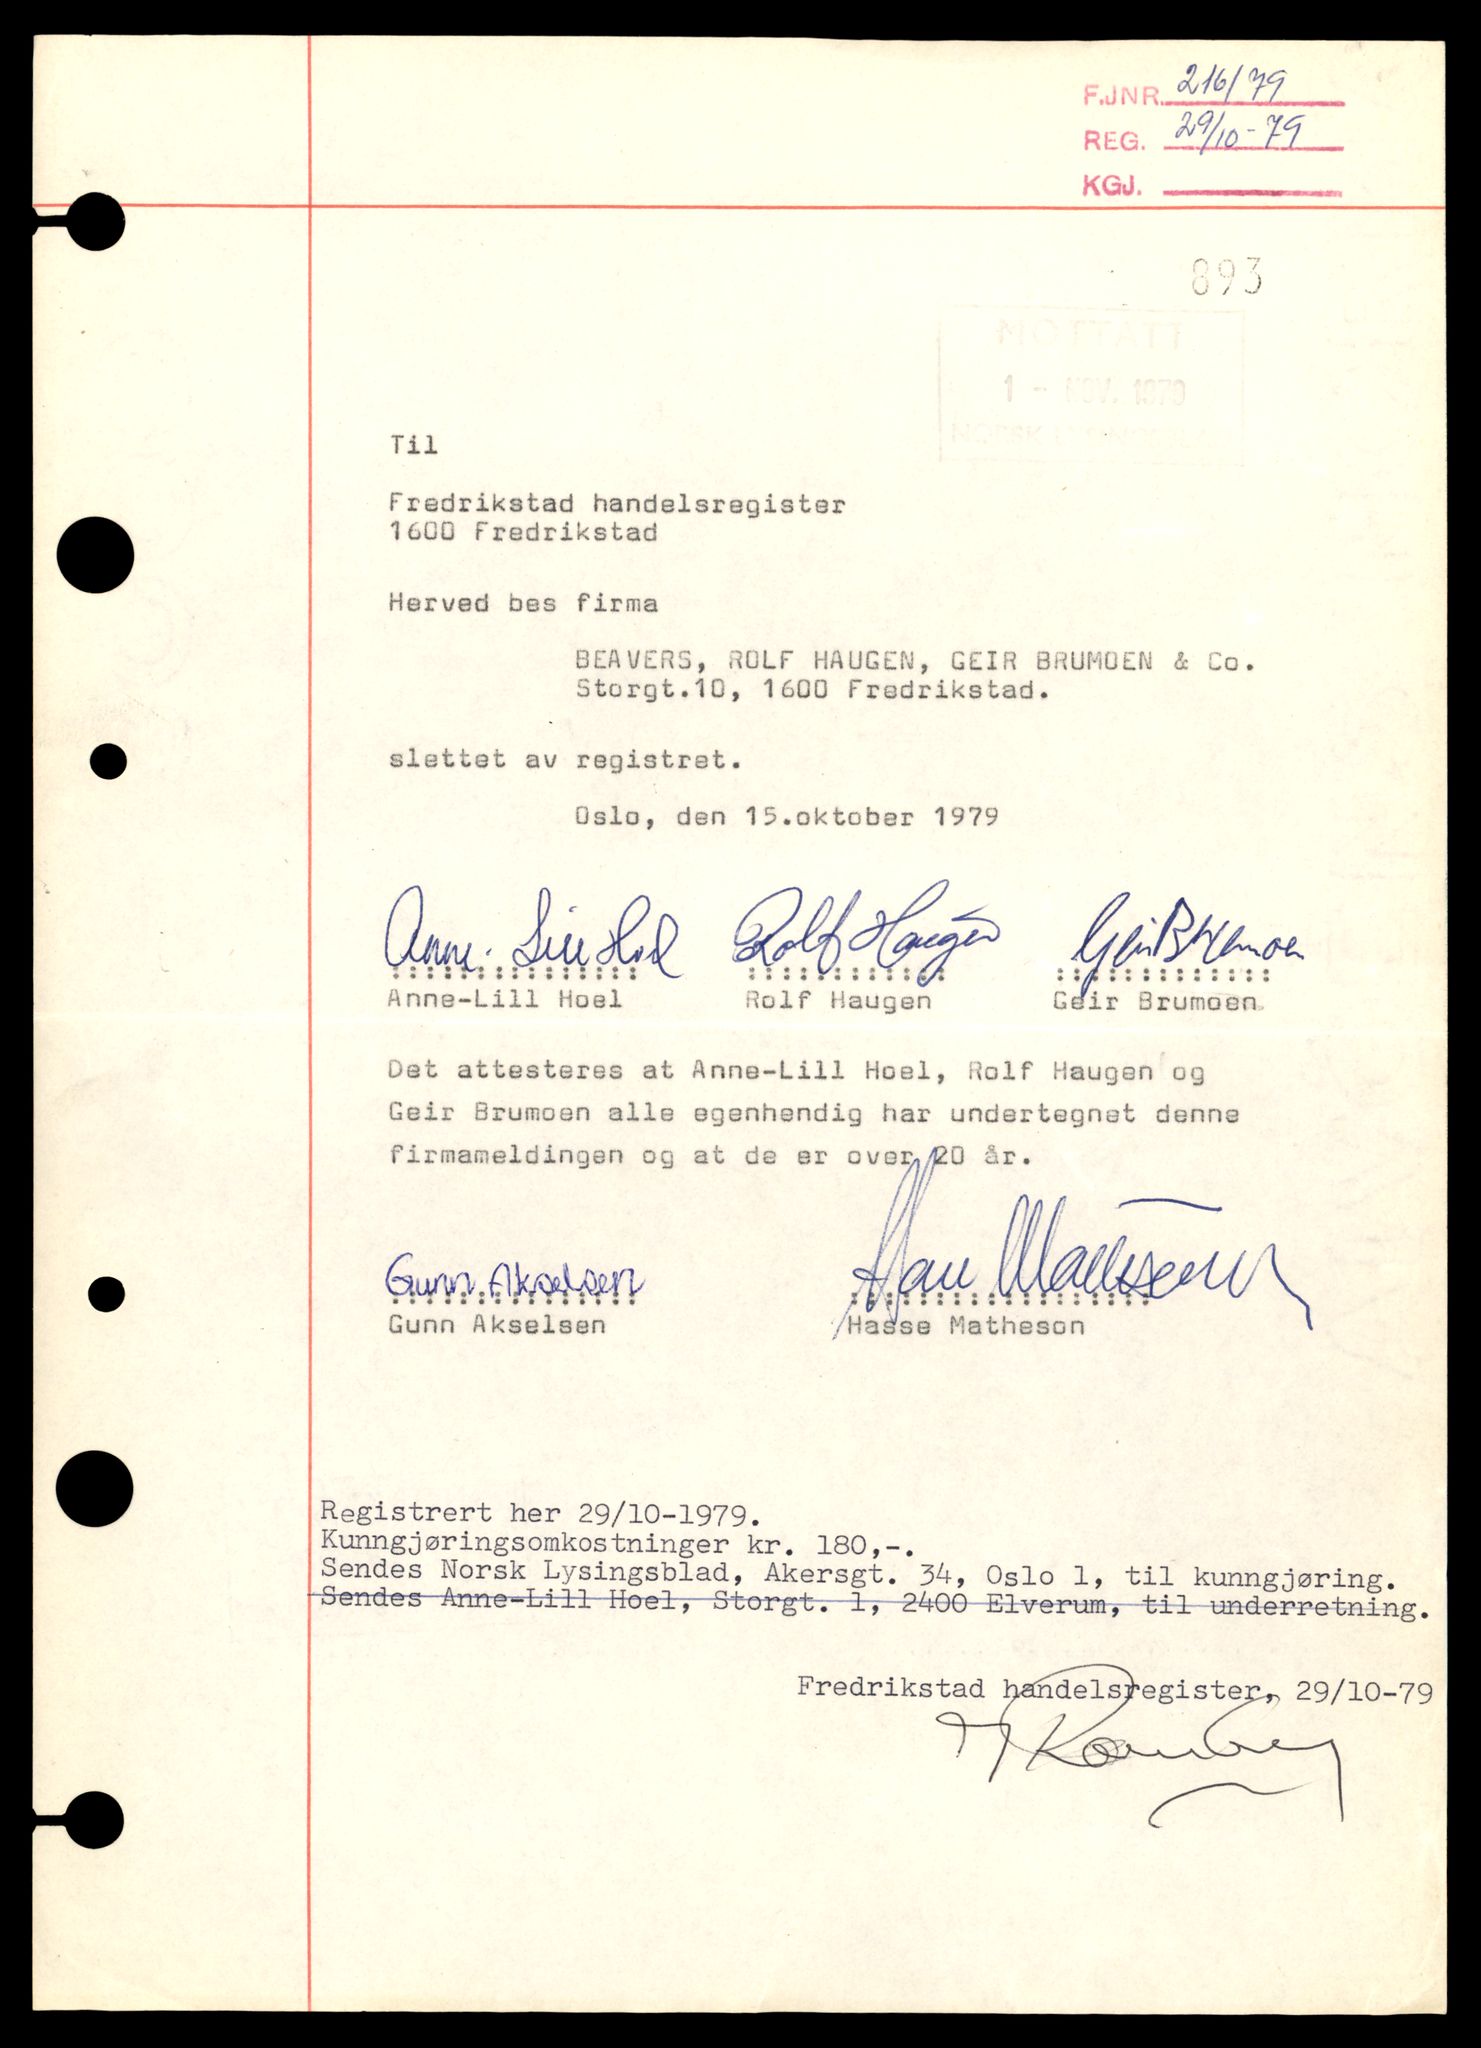 F.JNR. 216/79
REG. 29/10-79
KGJ.
893
MOTTATT
1 - NOV. 1979
Til
Fredrikstad handelsregister
1600 Fredrikstad
Herved bes firma
BEAVERS, ROLF HAUGEN, GEIR BRUMOEN & Co.
Storgt.10, 1600 Fredrikstad.
slettet av registret.
Oslo, den 15.oktober 1979
Anne-Lill Hoel Rolf Haugen Geir Brumoen
Anne-Lill Hoel Rolf Haugen Geir Brumoen
Det attesteres at Anne-Lill Hoel, Rolf Haugen og
Geir Brumoen alle egenhendig har undertegnet denne
firmameldingen og at de er over 20 år.
Gunn Akselsen
Gunn Akselsen Hasse Matheson
Registrert her 29/10-1979.
Kunngjøringsomkostninger kr. 180,-.
Sendes Norsk Lysingsblad, Akersgt. 34, Oslo 1, til kunngjøring.
Sendes Anne-Lill Hoel, Storgt. 1, 2400 Elverum, til underretning.
Fredrikstad handelsregister, 29/10-79